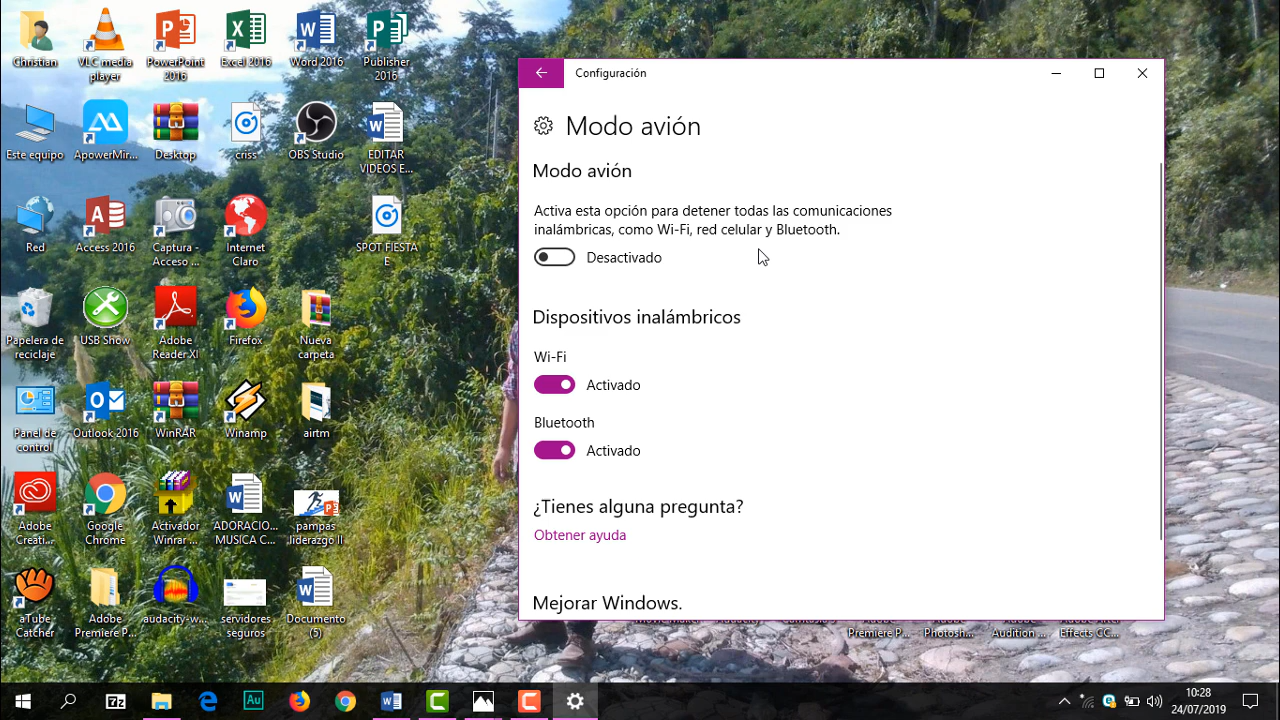 Christian
VLC media
player
PowerPoint
2016
Excel 2016
Word 2016
Publisher
2016
Este equipo
ApowerMir...
Desktop
criss
OBS Studio
EDITAR
VIDEOS E...
Red
Access 2016
Captura -
Acceso ...
Internet
Claro
SPOT FIESTA
E
Papelera de
reciclaje
USB Show
Adobe
Reader XI
Firefox
Nueva
carpeta
Panel de
control
Outlook 2016
WinRAR
Winamp
airtm
Adobe
Creati...
Google
Chrome
Activador
Winrar ...
ADORACIO...
MUSICA C...
pampas
liderazgo II
aTube
Catcher
Adobe
Premiere P...
audacity-w...
servidores
seguros
Documento
(5)
Configuración
Modo avión
Modo avión
Activa esta opción para detener todas las comunicaciones
inalámbricas, como Wi-Fi, red celular y Bluetooth.
Desactivado
Dispositivos inalámbricos
Wi-Fi
Activado
Bluetooth
Activado
¿Tienes alguna pregunta?
Obtener ayuda
Mejorar Windows.
Premiere P...
Photosh...
Audition ...
Effects CC...
10:28
24/07/2019